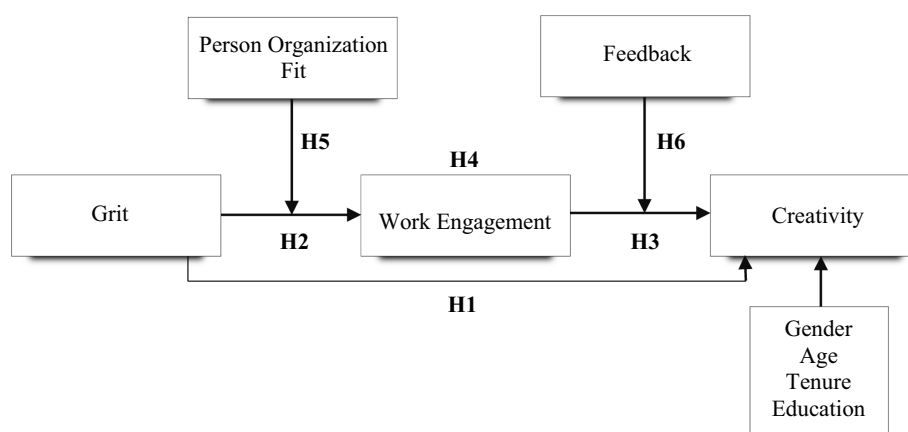 Person Organization
Fit
Feedback
H5
H6
H4
Grit
Work Engagement
Creativity
H2
H3
H1
Gender
Age
Tenure
Education